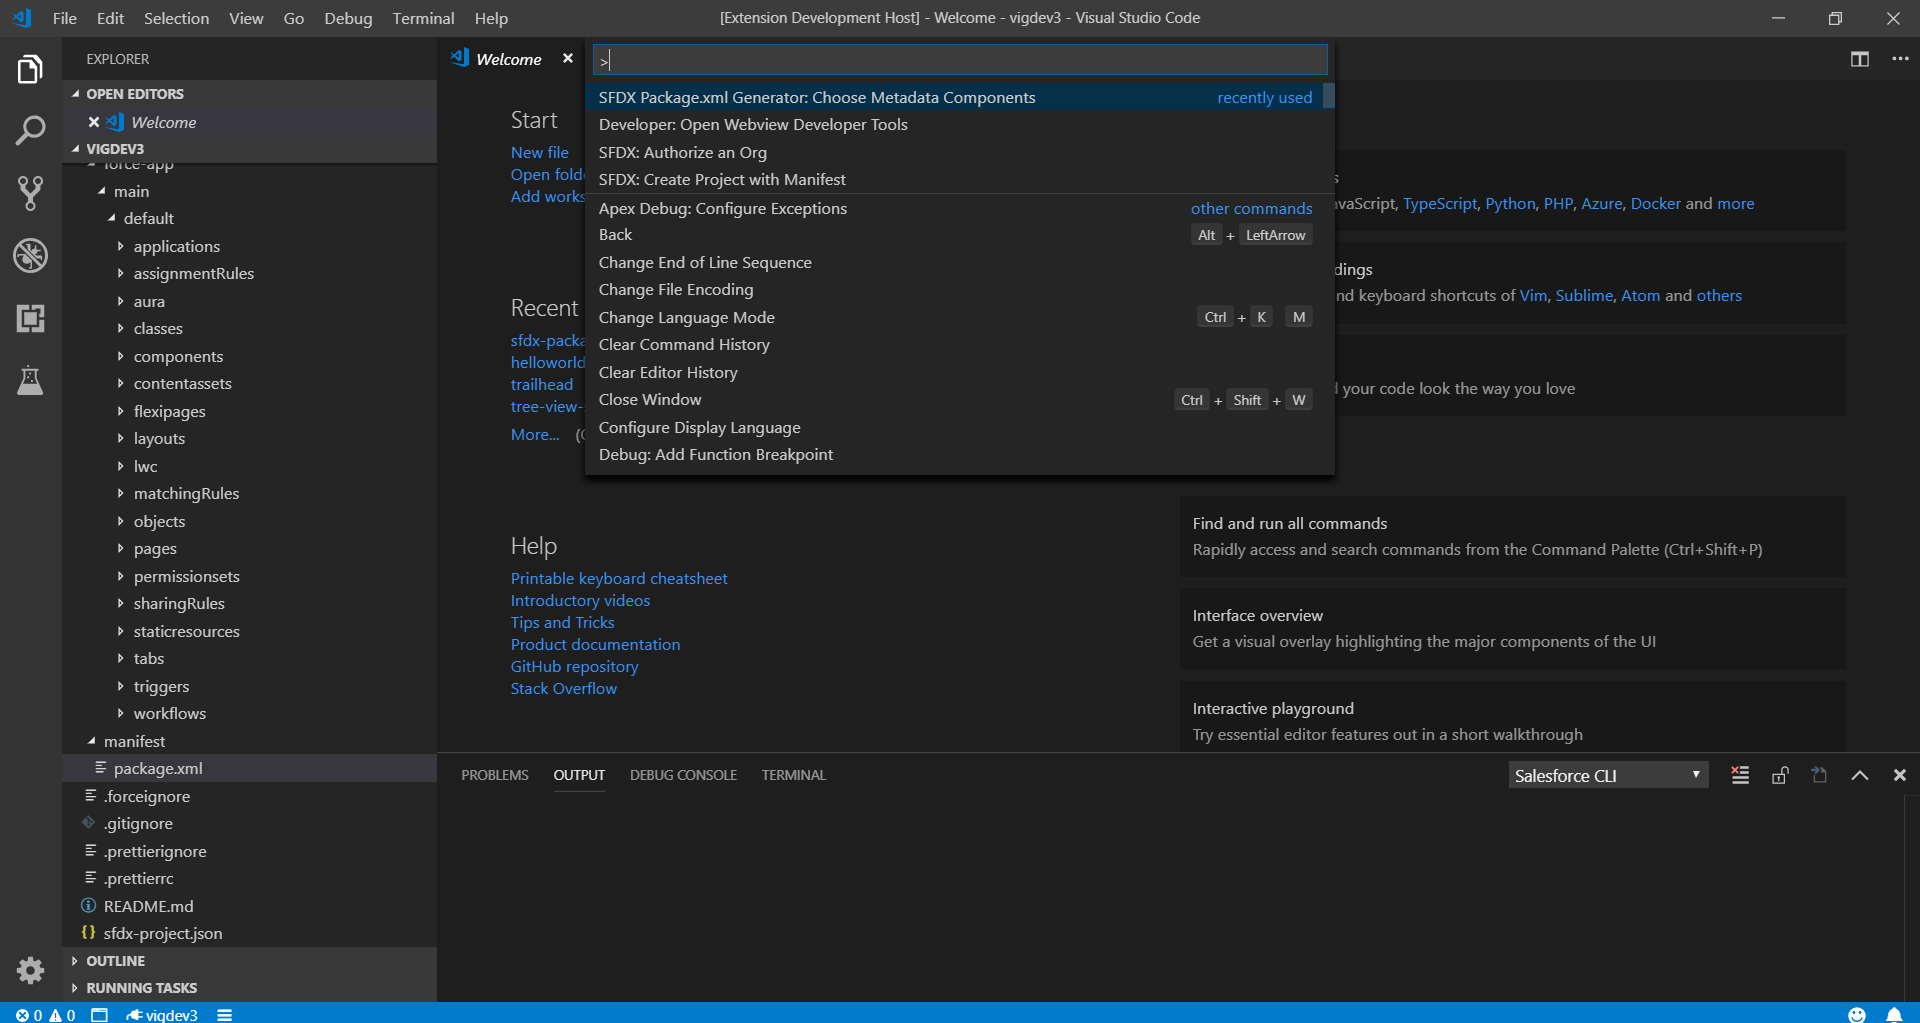 File Edit Selection View Go Debug Terminal Help
[Extension Development Host] - Welcome - vigdev3 - Visual Studio Code
EXPLORER
OPEN EDITORS
Welcome
VIGDEV3
force-app
main
default
applications
assignmentRules
aura
classes
components
contentassets
flexipages
layouts
lwc
matchingRules
objects
pages
permissionsets
sharingRules
staticresources
tabs
triggers
workflows
manifest
package.xml
.forceignore
.gitignore
.prettierignore
.prettierrc
README.md
sfdx-project.json
OUTLINE
RUNNING TASKS
Welcome
>
SFDX Package.xml Generator: Choose Metadata Components recently used
Developer: Open Webview Developer Tools
SFDX: Authorize an Org
SFDX: Create Project with Manifest
Apex Debug: Configure Exceptions other commands
Back Alt + LeftArrow
Change End of Line Sequence
Change File Encoding
Change Language Mode Ctrl + K M
Clear Command History
Clear Editor History
Close Window Ctrl + Shift + W
Configure Display Language
Debug: Add Function Breakpoint
Start
New file
Open folde
Add works
Recent
sfdx-packa
helloworld
trailhead
tree-view-
More...
Help
Printable keyboard cheatsheet
Introductory videos
Tips and Tricks
Product documentation
GitHub repository
Stack Overflow
s
vaScript, TypeScript, Python, PHP, Azure, Docker and more
dings
nd keyboard shortcuts of Vim, Sublime, Atom and others
your code look the way you love
Find and run all commands
Rapidly access and search commands from the Command Palette (Ctrl+Shift+P)
Interface overview
Get a visual overlay highlighting the major components of the UI
Interactive playground
Try essential editor features out in a short walkthrough
PROBLEMS OUTPUT DEBUG CONSOLE TERMINAL
Salesforce CLI
0 0 vigdev3